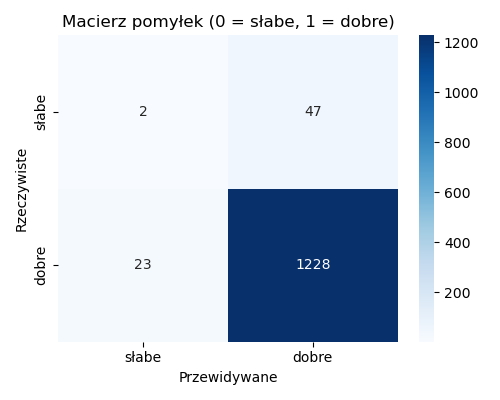 Macierz pomyłek (0 = słabe, 1 = dobre)
Rzeczywiste
słabe
2
47
dobre
23
1228
słabe
dobre
Przewidywane
1200
1000
800
600
400
200